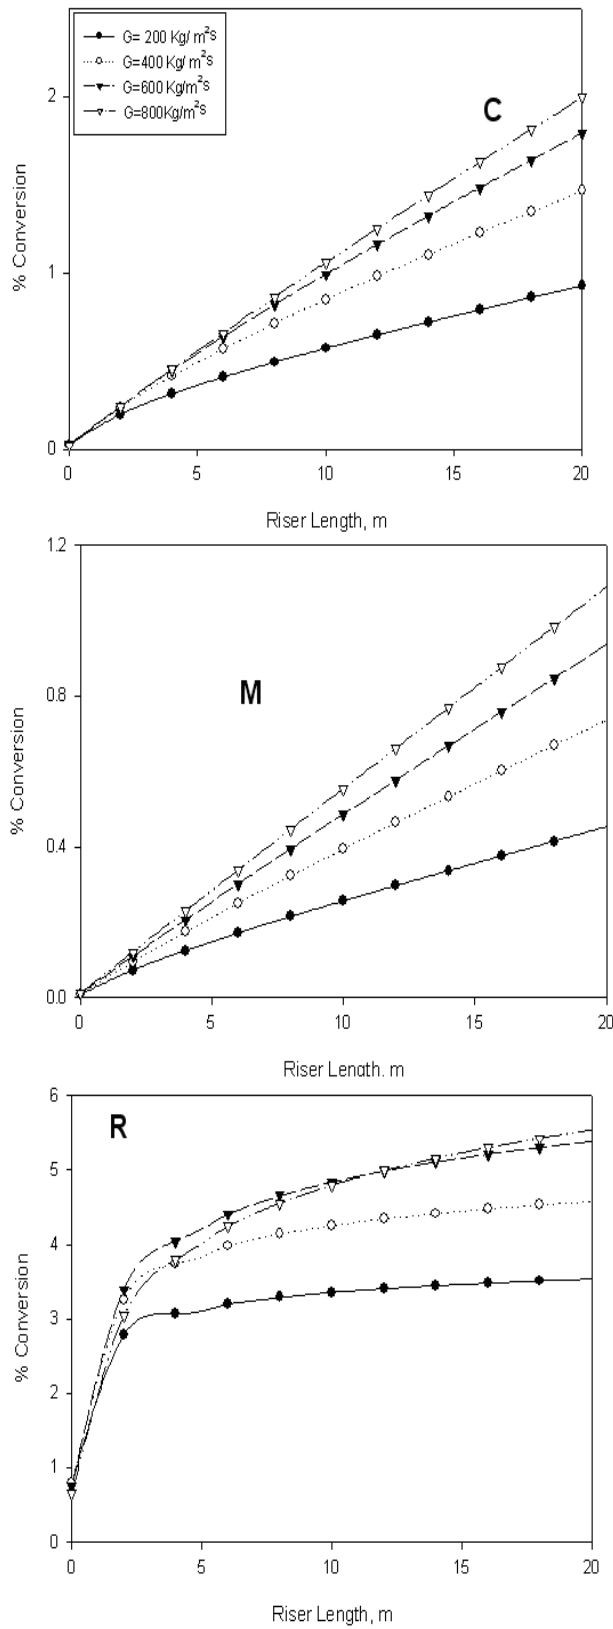 G= 200 Kg/ m²s
G=400 Kg/ m²s
G=600 Kg/m²s
G=800Kg/m²s
C
2
1
0
% Conversion
0 5 10 15 20
Riser Length, m
1.2
M
0.8
0.4
0.0
% Conversion
0 5 10 15 20
Riser Length, m
6
R
5
4
3
2
1
0
% Conversion
0 5 10 15 20
Riser Length, m